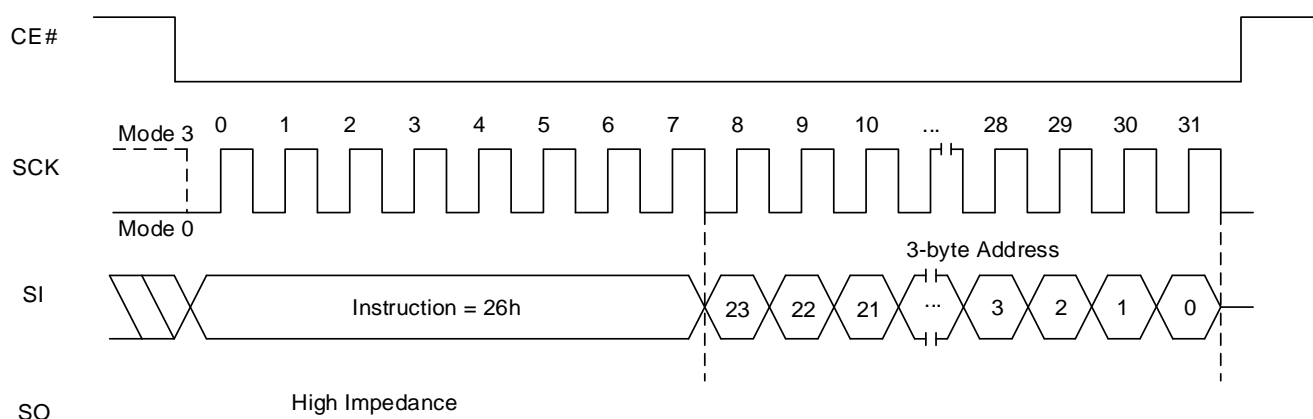 CE#
0 1 2 3 4 5 6 7 8 9 10 ... 28 29 30 31
Mode 3
SCK
Mode 0
3-byte Address
SI
Instruction = 26h 23 22 21 ... 3 2 1 0
High Impedance
SO